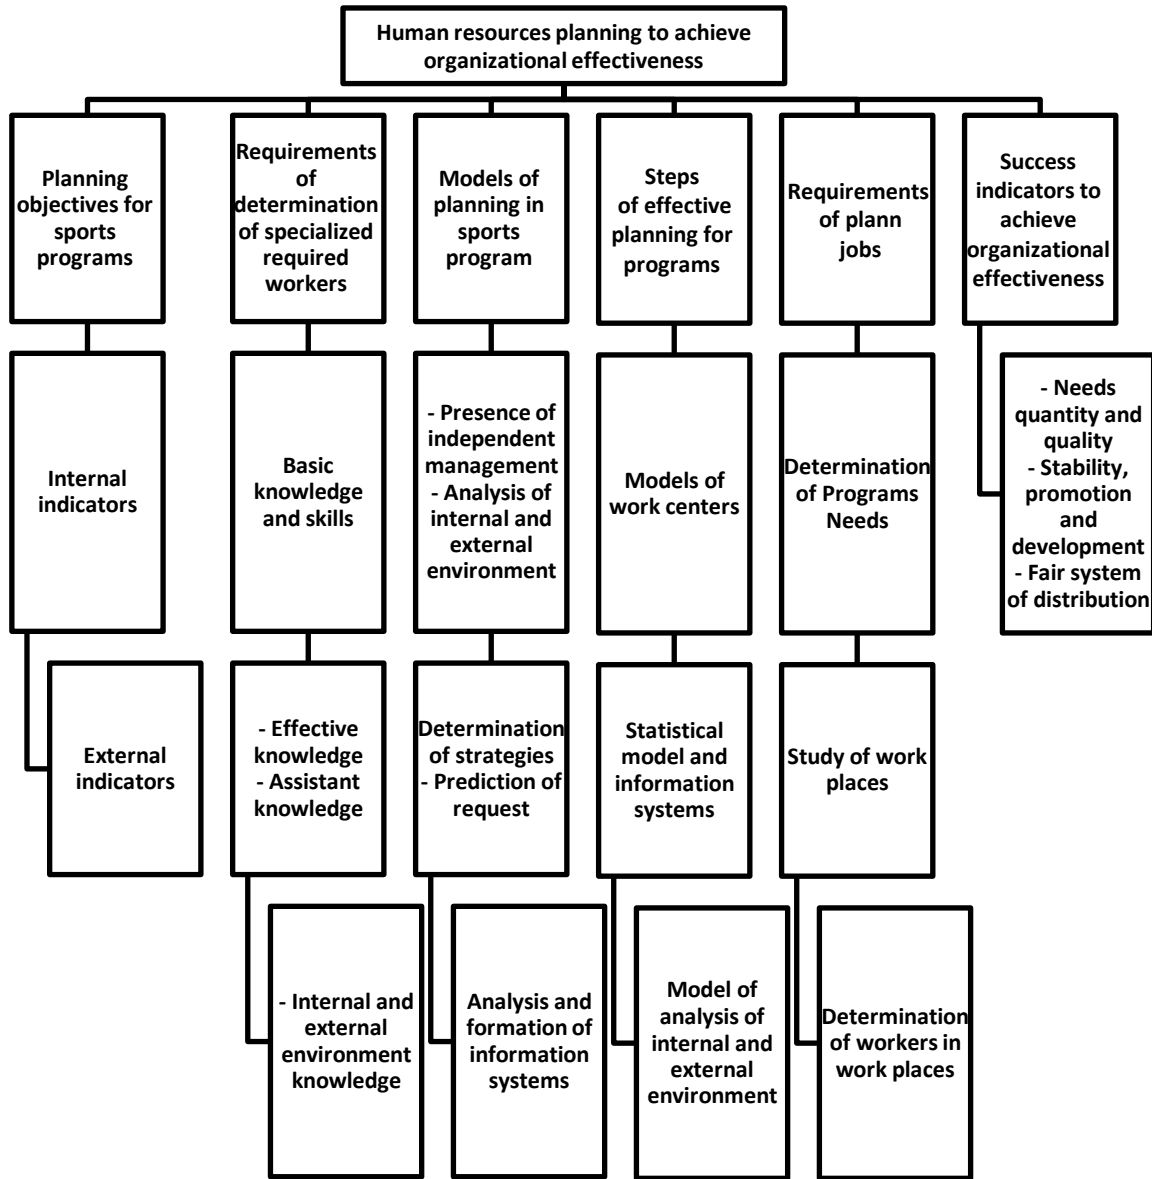 Human resources planning to achieve
organizational effectiveness
Planning
objectives for
sports
programs
Requirements
of
determination
of specialized
required
workers
Models of
planning in
sports
program
Steps
of effective
planning for
programs
Requirements
of plann
jobs
Success
indicators to
achieve
organizational
effectiveness
Internal
indicators
Basic
knowledge
and skills
- Presence of
independent
management
- Analysis of
internal and
external
environment
Models of
work centers
Determination
of Programs
Needs
- Needs
quantity and
quality
- Stability,
promotion
and
development
- Fair system
of distribution
External
indicators
- Effective
knowledge
- Assistant
knowledge
Determination
of strategies
- Prediction of
request
Statistical
model and
information
systems
Study of work
places
- Internal and
external
environment
knowledge
Analysis and
formation of
information
systems
Model of
analysis of
internal and
external
environment
Determination
of workers in
work places